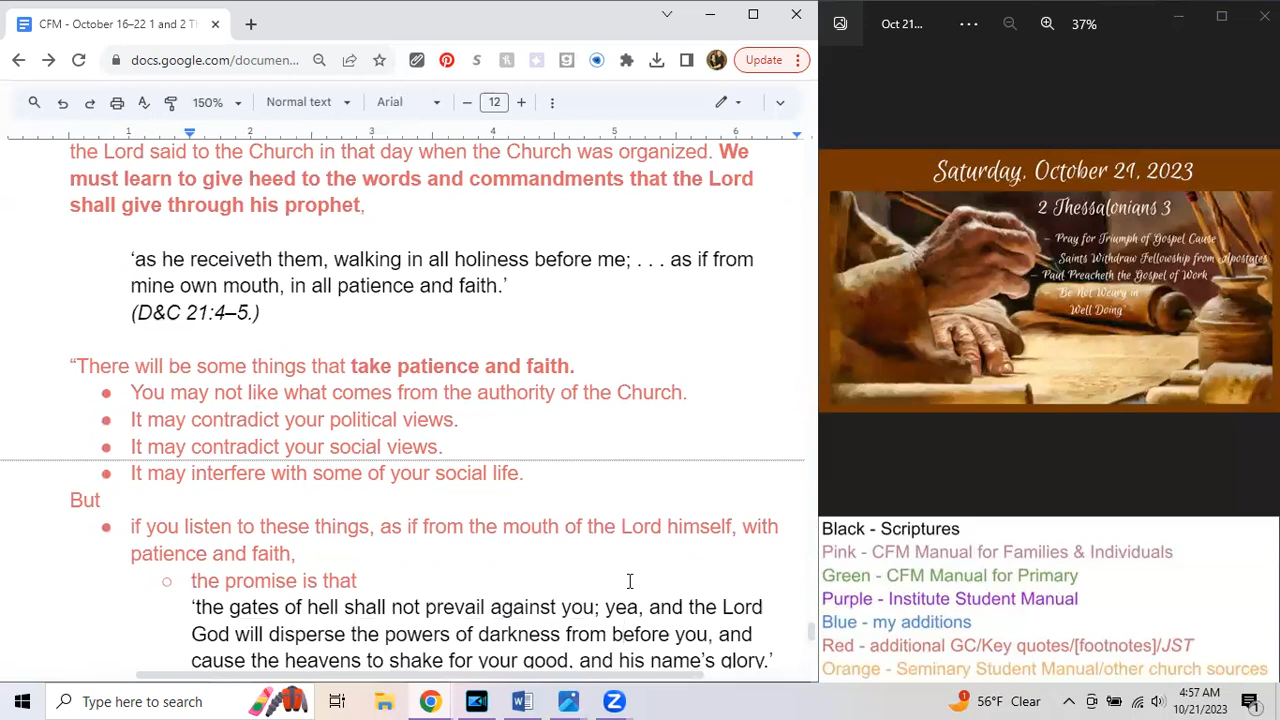 CFM - October 16–22 1 and 2 Th
Oct 21...
37%
docs.google.com/documen...
Update
150%
Normal text
Arial
12
1 2 3 4 5 6
the Lord said to the Church in that day when the Church was organized. We
must learn to give heed to the words and commandments that the Lord
shall give through his prophet,
‘as he receiveth them, walking in all holiness before me; . . . as if from
mine own mouth, in all patience and faith.’
(D&C 21:4–5.)
“There will be some things that take patience and faith.
● You may not like what comes from the authority of the Church.
● It may contradict your political views.
● It may contradict your social views.
● It may interfere with some of your social life.
But
● if you listen to these things, as if from the mouth of the Lord himself, with
patience and faith,
○ the promise is that
‘the gates of hell shall not prevail against you; yea, and the Lord
God will disperse the powers of darkness from before you, and
cause the heavens to shake for your good, and his name’s glory.’
Saturday, October 21, 2023
2 Thessalonians 3
- Pray for Triumph of Gospel Cause
Saints Withdraw Fellowship from Apostates
- Paul Preacheth the Gospel of Work
- "Be Not Weary in
Well Doing"
Black - Scriptures
Pink - CFM Manual for Families & Individuals
Green - CFM Manual for Primary
Purple - Institute Student Manual
Blue - my additions
Red - additional GC/Key quotes/[footnotes]/JST
Orange - Seminary Student Manual/other church sources
Type here to search
56°F Clear
4:57 AM
10/21/2023